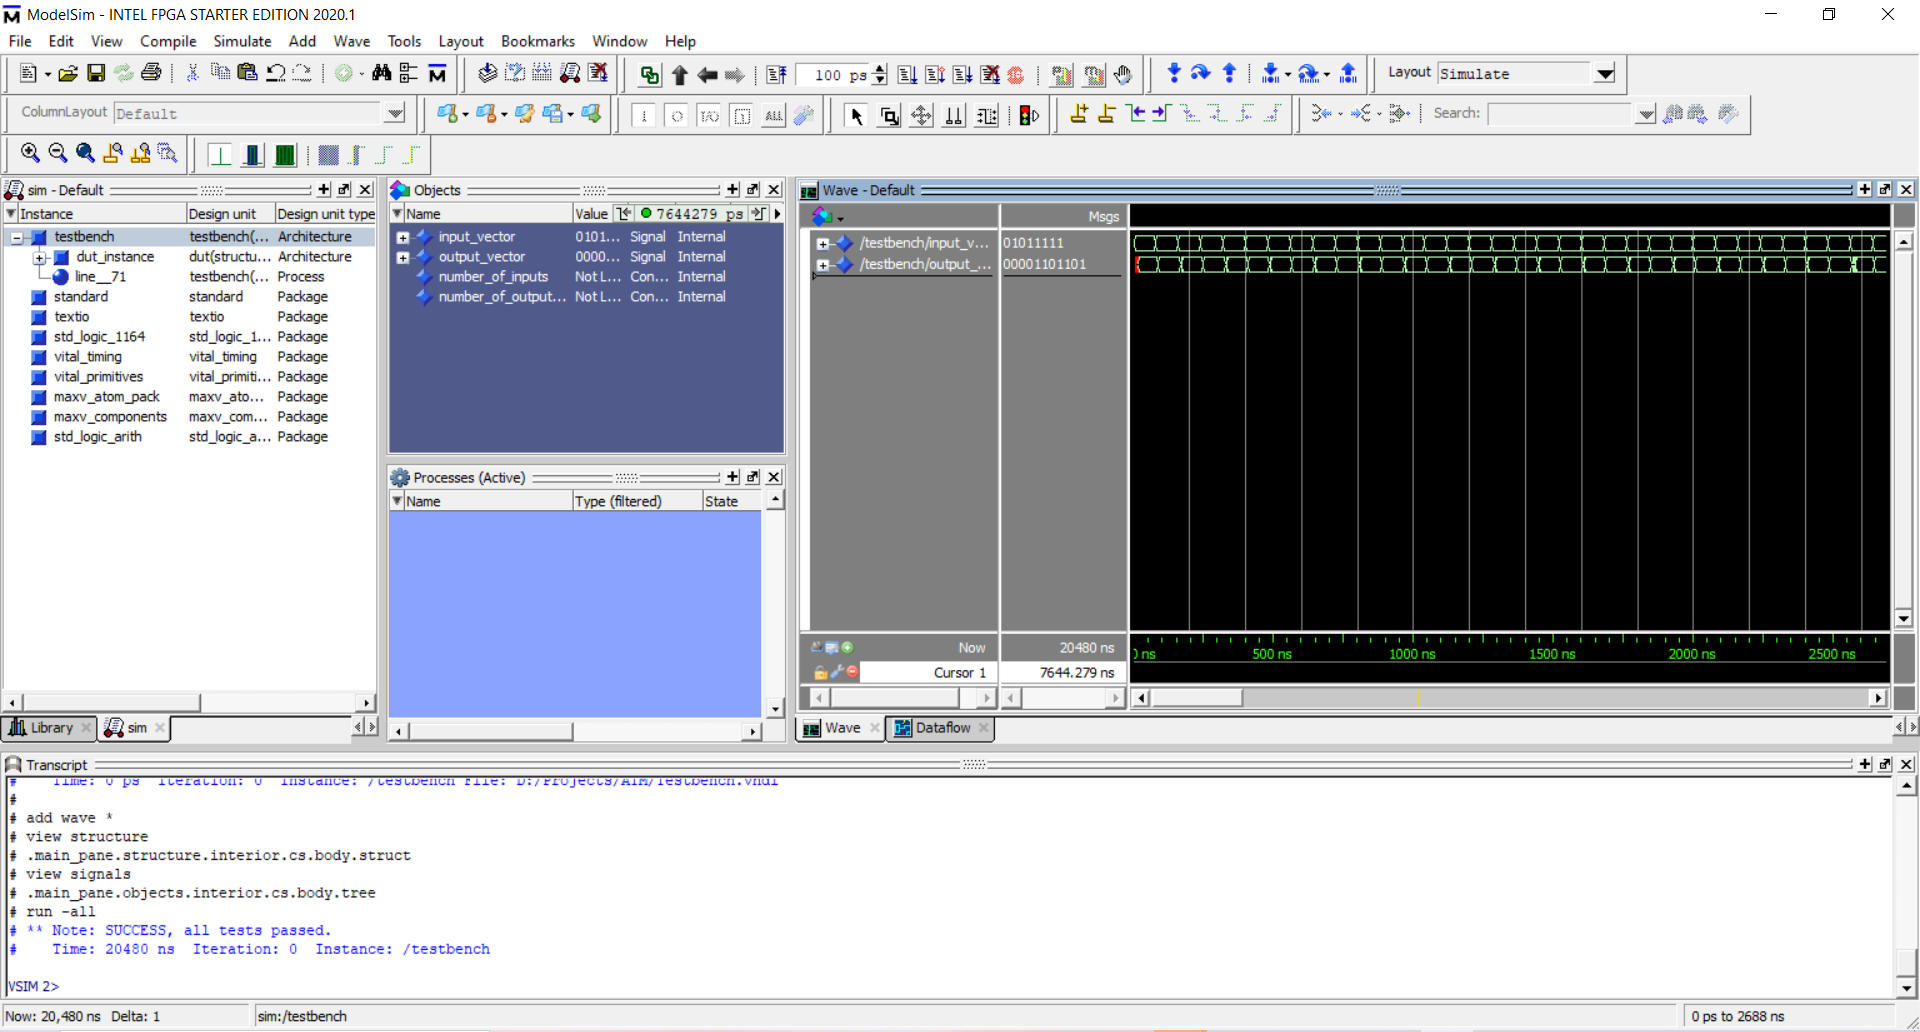 ModelSim - INTEL FPGA STARTER EDITION 2020.1
File Edit View Compile Simulate Add Wave Tools Layout Bookmarks Window Help
100 ps
Layout Simulate
ColumnLayout Default
ALL
Search:
sim - Default
Instance Design unit Design unit type
testbench testbench(... Architecture
dut_instance dut(structu... Architecture
line__71 testbench(... Process
standard standard Package
textio textio Package
std_logic_1164 std_logic_1... Package
vital_timing vital_timing Package
vital_primitives vital_primiti... Package
maxv_atom_pack maxv_ato... Package
maxv_components maxv_com... Package
std_logic_arith std_logic_a... Package
Library sim
Objects
Name Value 7644279 ps
input_vector 0101... Signal Internal
output_vector 0000... Signal Internal
number_of_inputs Not L... Con... Internal
number_of_output... Not L... Con... Internal
Processes (Active)
Name Type (filtered) State
Wave - Default
Msgs
/testbench/input_v... 01011111
/testbench/output_... 00001101101
Now 20480 ns
Cursor 1 7644.279 ns
ns 500 ns 1000 ns 1500 ns 2000 ns 2500 ns
Wave Dataflow
Transcript
# Time: 0 ps Iteration: 0 Instance: /testbench File: D:/Projects/AIM/Testbench.vhdl
#
# add wave *
# view structure
# .main_pane.structure.interior.cs.body.struct
# view signals
# .main_pane.objects.interior.cs.body.tree
# run -all
# ** Note: SUCCESS, all tests passed.
# Time: 20480 ns Iteration: 0 Instance: /testbench
VSIM 2>
Now: 20,480 ns Delta: 1 sim:/testbench 0 ps to 2688 ns